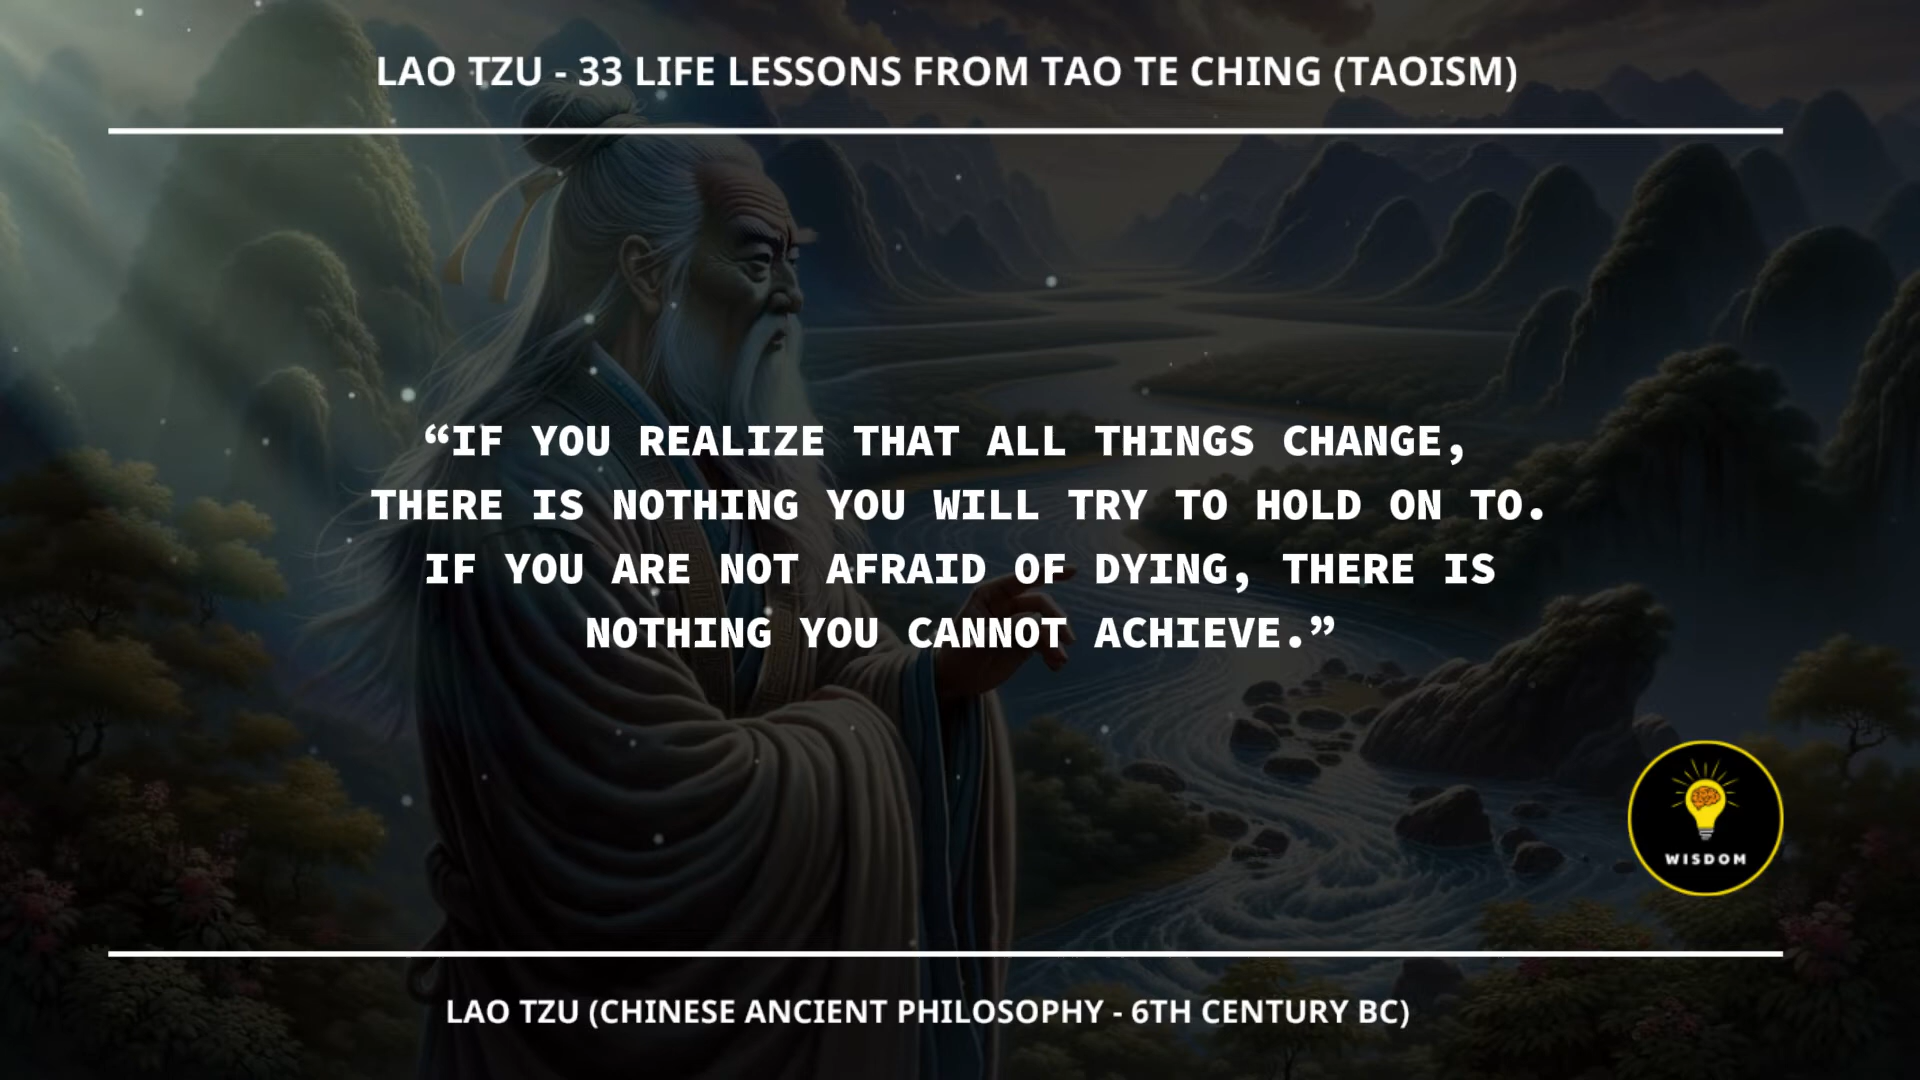 LAO TZU - 33 LIFE LESSONS FROM TAO TE CHING (TAOISM)
“IF YOU REALIZE THAT ALL THINGS CHANGE,
THERE IS NOTHING YOU WILL TRY TO HOLD ON TO.
IF YOU ARE NOT AFRAID OF DYING, THERE IS
NOTHING YOU CANNOT ACHIEVE.”
WISDOM
LAO TZU (CHINESE ANCIENT PHILOSOPHY - 6TH CENTURY BC)